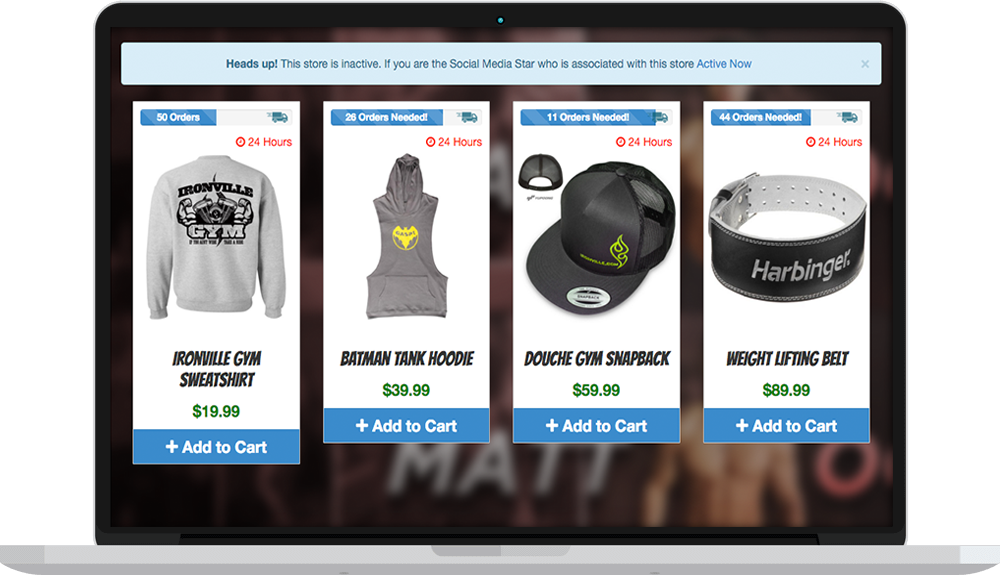 Heads up! This store is inactive. If you are the Social Media Star who is associated with this store Active Now ×
50 Orders
24 Hours
IRONVILLE
GYM
IRONVILLE GYM
SWEATSHIRT
$19.99
+ Add to Cart
26 Orders Needed!
24 Hours
GASPI
BATMAN TANK HOODIE
$39.99
+ Add to Cart
11 Orders Needed!
24 Hours
IRONVILLE.GYM
SNAPBACK
DOUCHE GYM SNAPBACK
$59.99
+ Add to Cart
44 Orders Needed!
24 Hours
Harbinger.
WEIGHT LIFTING BELT
$89.99
+ Add to Cart
MATT